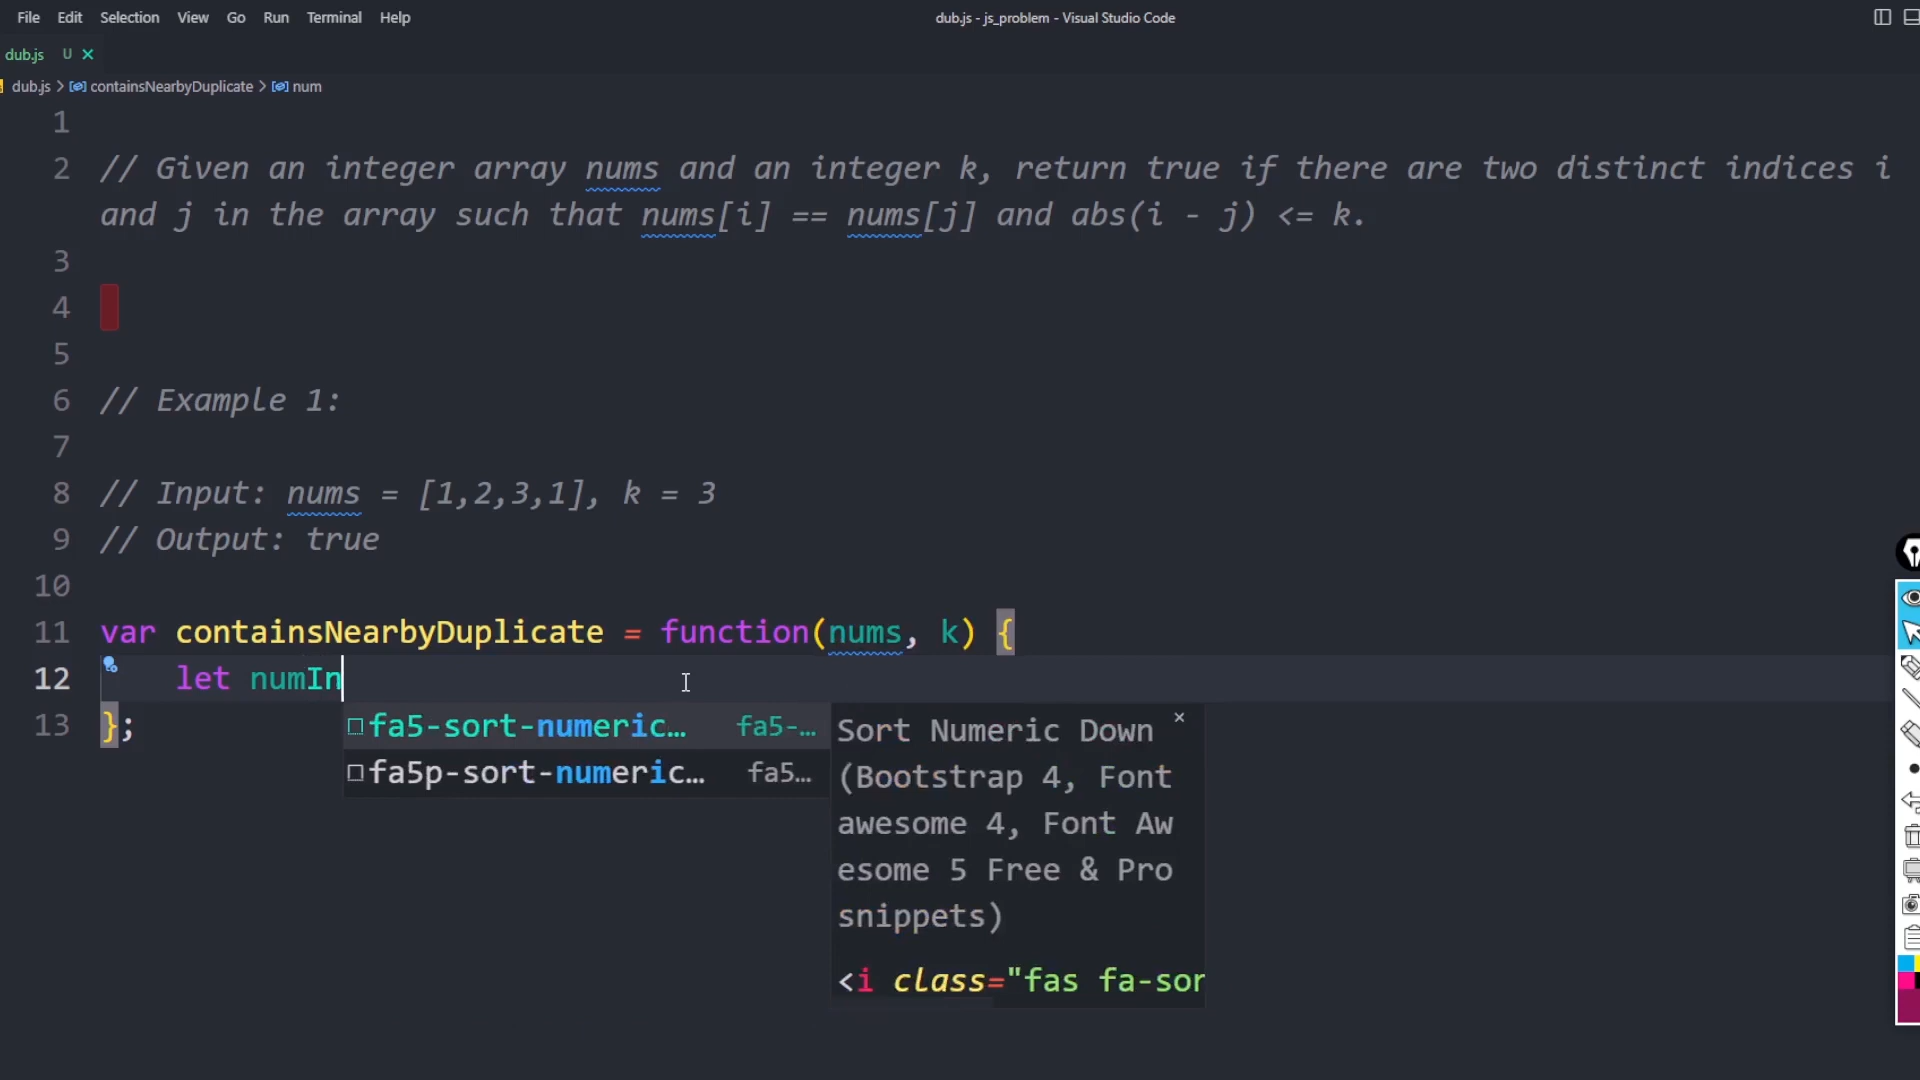 File Edit Selection View Go Run Terminal Help
dub.js - js_problem - Visual Studio Code
dub.js U
dub.js > containsNearbyDuplicate > num
1
2 // Given an integer array nums and an integer k, return true if there are two distinct indices i
and j in the array such that nums[i] == nums[j] and abs(i - j) <= k.
3
4
5
6 // Example 1:
7
8 // Input: nums = [1,2,3,1], k = 3
9 // Output: true
10
11 var containsNearbyDuplicate = function(nums, k) {
12 let numIn
13 };
fa5-sort-numeric… fa5-…
fa5p-sort-numeric… fa5…
Sort Numeric Down
(Bootstrap 4, Font
awesome 4, Font Aw
esome 5 Free & Pro
snippets)
<i class="fas fa-sor